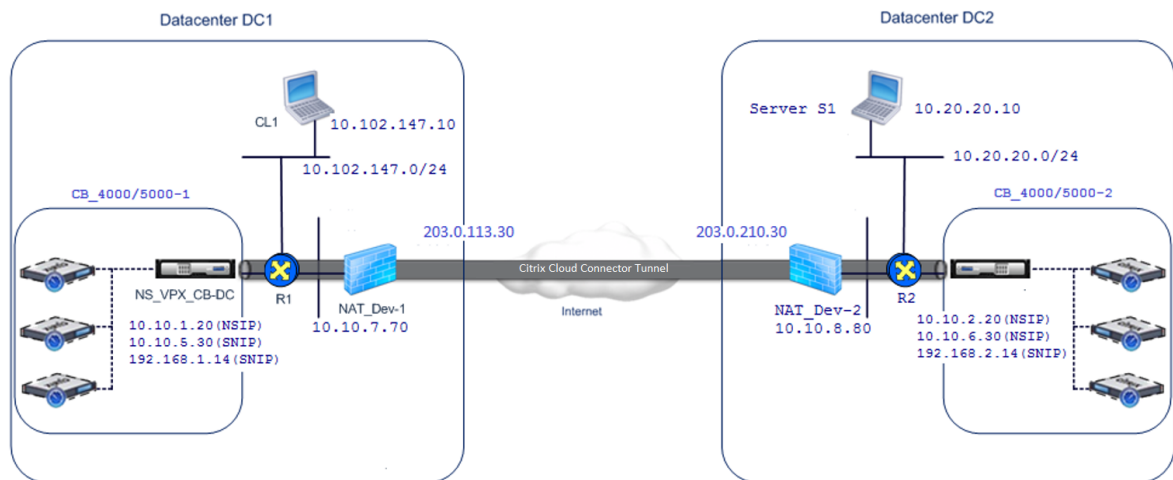 Datacenter DC1
Datacenter DC2
CL1
10.102.147.10
10.102.147.0/24
Server S1
10.20.20.10
10.20.20.0/24
CB_4000/5000-1
CB_4000/5000-2
203.0.113.30
203.0.210.30
Citrix Cloud Connector Tunnel
Internet
NS_VPX_CB-DC
R1
NAT_Dev-1
10.10.7.70
NAT_Dev-2
10.10.8.80
R2
10.10.1.20(NSIP)
10.10.5.30(SNIP)
192.168.1.14(SNIP)
10.10.2.20(NSIP)
10.10.6.30(NSIP)
192.168.2.14(SNIP)